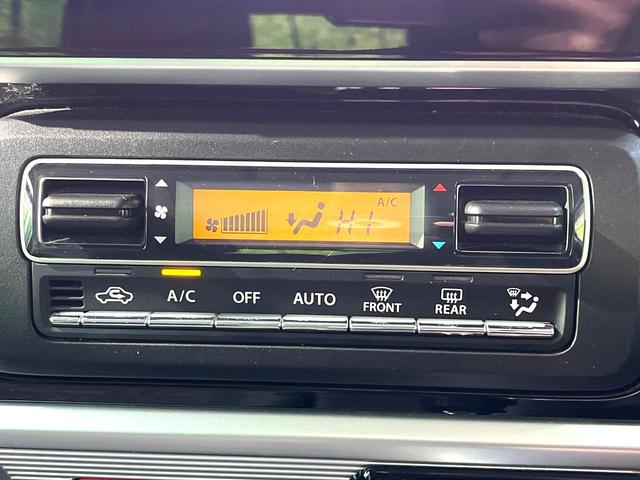 A/C
HI
A/C OFF AUTO FRONT REAR